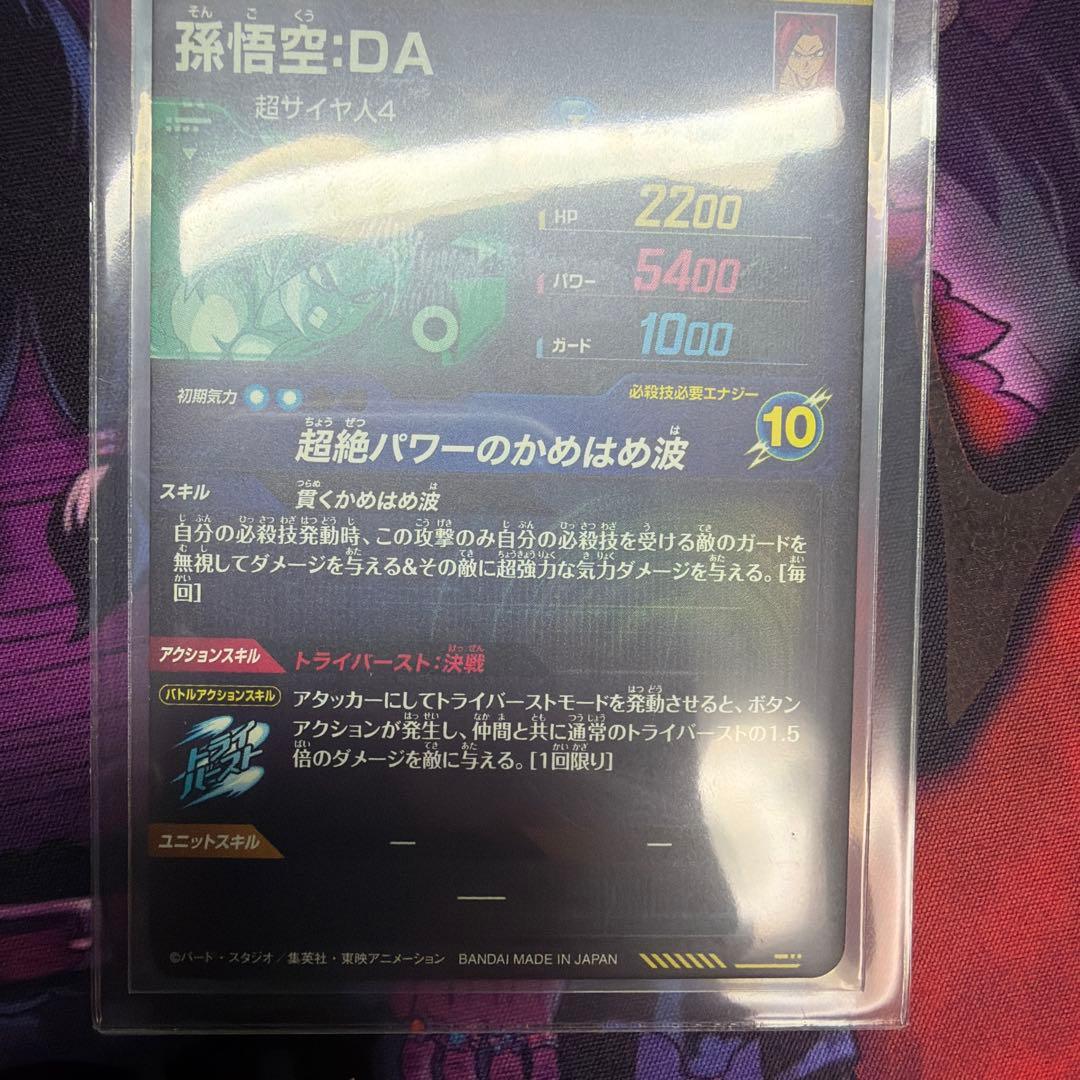 孫悟空:DA
超サイヤ人4
HP 2200
パワー 5400
ガード 1000
初期気力
必殺技必要エナジー
10
超絶パワーのかめはめ波
スキル 貫くかめはめ波
自分の必殺技発動時、この攻撃のみ自分の必殺技を受ける敵のガードを
無視してダメージを与える&その敵に超強力な気力ダメージを与える。[毎
回]
アクションスキル トライバースト:決戦
バトルアクションスキル
トライ
バースト
アタッカーにしてトライバーストモードを発動させると、ボタン
アクションが発生し、仲間と共に通常のトライバーストの1.5
倍のダメージを敵に与える。[1回限り]
ユニットスキル ー ー
ー
©バード・スタジオ/集英社・東映アニメーション BANDAI MADE IN JAPAN